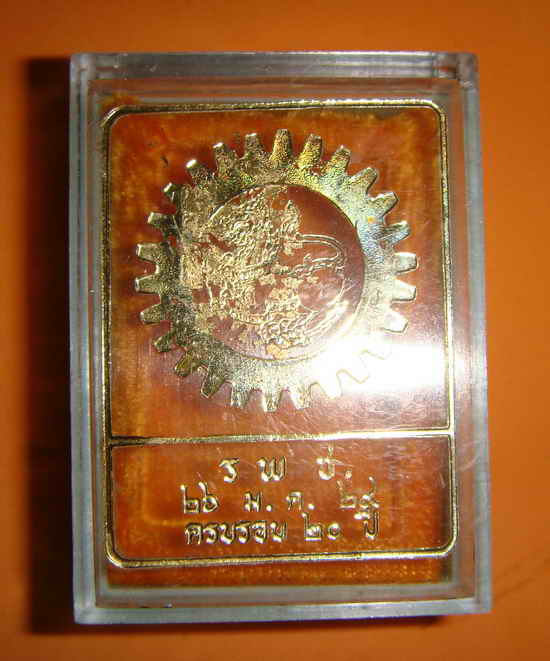 ร พ ช.
๒๖ ม. ค. ๒๙
ครบรอบ ๒๐ ปี